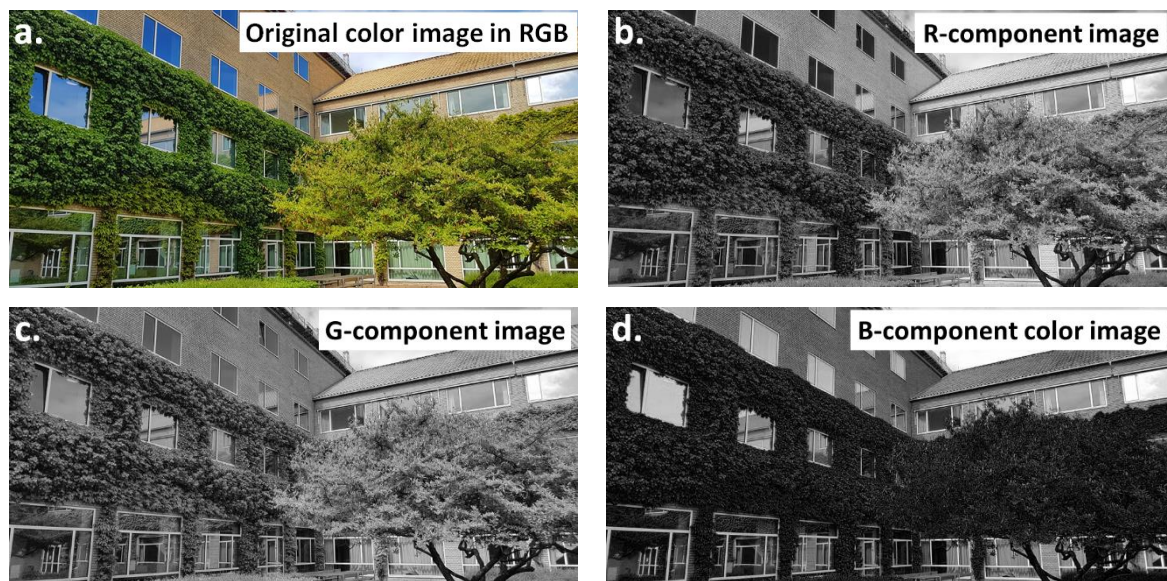 a.
Original color image in RGB
b.
R-component image
c.
G-component image
d.
B-component color image